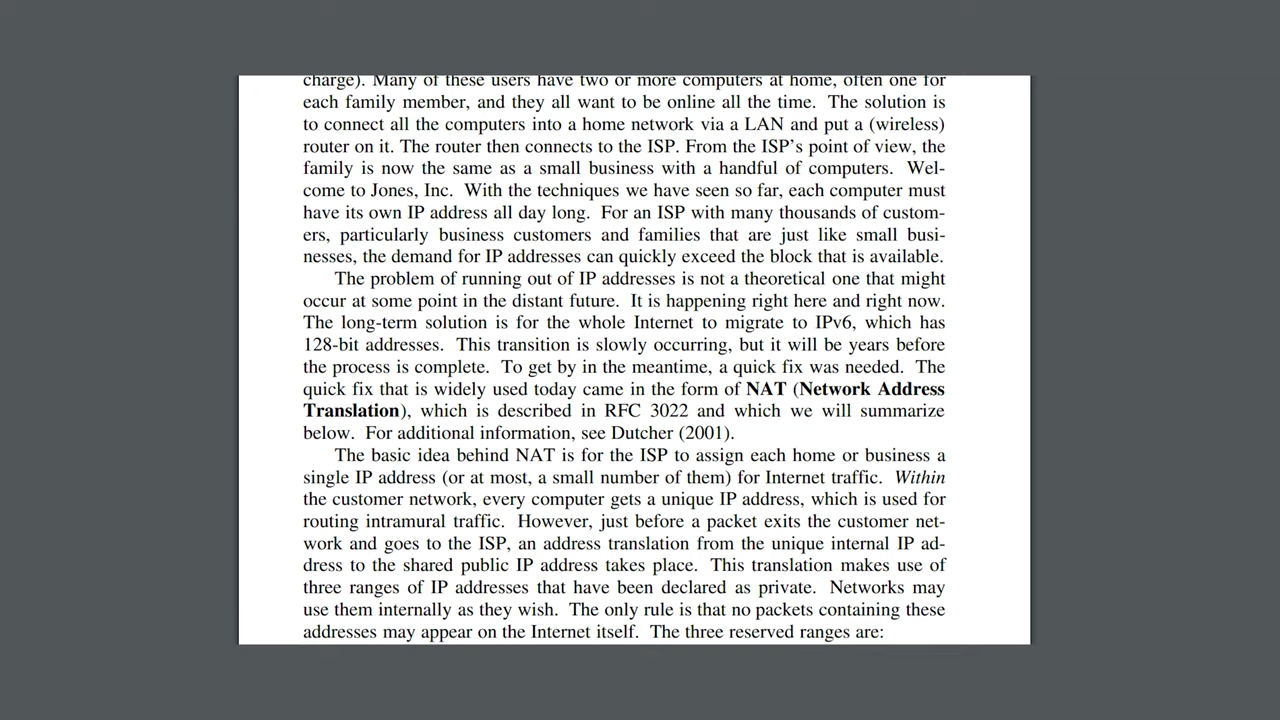 charge). Many of these users have two or more computers at home, often one for
each family member, and they all want to be online all the time. The solution is
to connect all the computers into a home network via a LAN and put a (wireless)
router on it. The router then connects to the ISP. From the ISP's point of view, the
family is now the same as a small business with a handful of computers. Wel-
come to Jones, Inc. With the techniques we have seen so far, each computer must
have its own IP address all day long. For an ISP with many thousands of custom-
ers, particularly business customers and families that are just like small busi-
nesses, the demand for IP addresses can quickly exceed the block that is available.
The problem of running out of IP addresses is not a theoretical one that might
occur at some point in the distant future. It is happening right here and right now.
The long-term solution is for the whole Internet to migrate to IPv6, which has
128-bit addresses. This transition is slowly occurring, but it will be years before
the process is complete. To get by in the meantime, a quick fix was needed. The
quick fix that is widely used today came in the form of NAT (Network Address
Translation), which is described in RFC 3022 and which we will summarize
below. For additional information, see Dutcher (2001).
The basic idea behind NAT is for the ISP to assign each home or business a
single IP address (or at most, a small number of them) for Internet traffic. Within
the customer network, every computer gets a unique IP address, which is used for
routing intramural traffic. However, just before a packet exits the customer net-
work and goes to the ISP, an address translation from the unique internal IP ad-
dress to the shared public IP address takes place. This translation makes use of
three ranges of IP addresses that have been declared as private. Networks may
use them internally as they wish. The only rule is that no packets containing these
addresses may appear on the Internet itself. The three reserved ranges are: